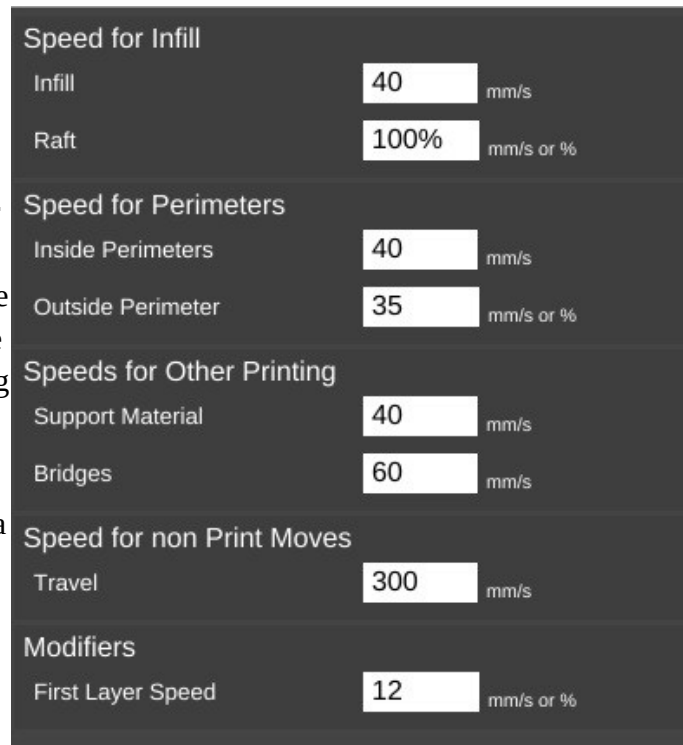 Speed for Infill
Infill 40 mm/s
Raft 100% mm/s or %
Speed for Perimeters
Inside Perimeters 40 mm/s
Outside Perimeter 35 mm/s or %
Speeds for Other Printing
Support Material 40 mm/s
Bridges 60 mm/s
Speed for non Print Moves
Travel 300 mm/s
Modifiers
First Layer Speed 12 mm/s or %